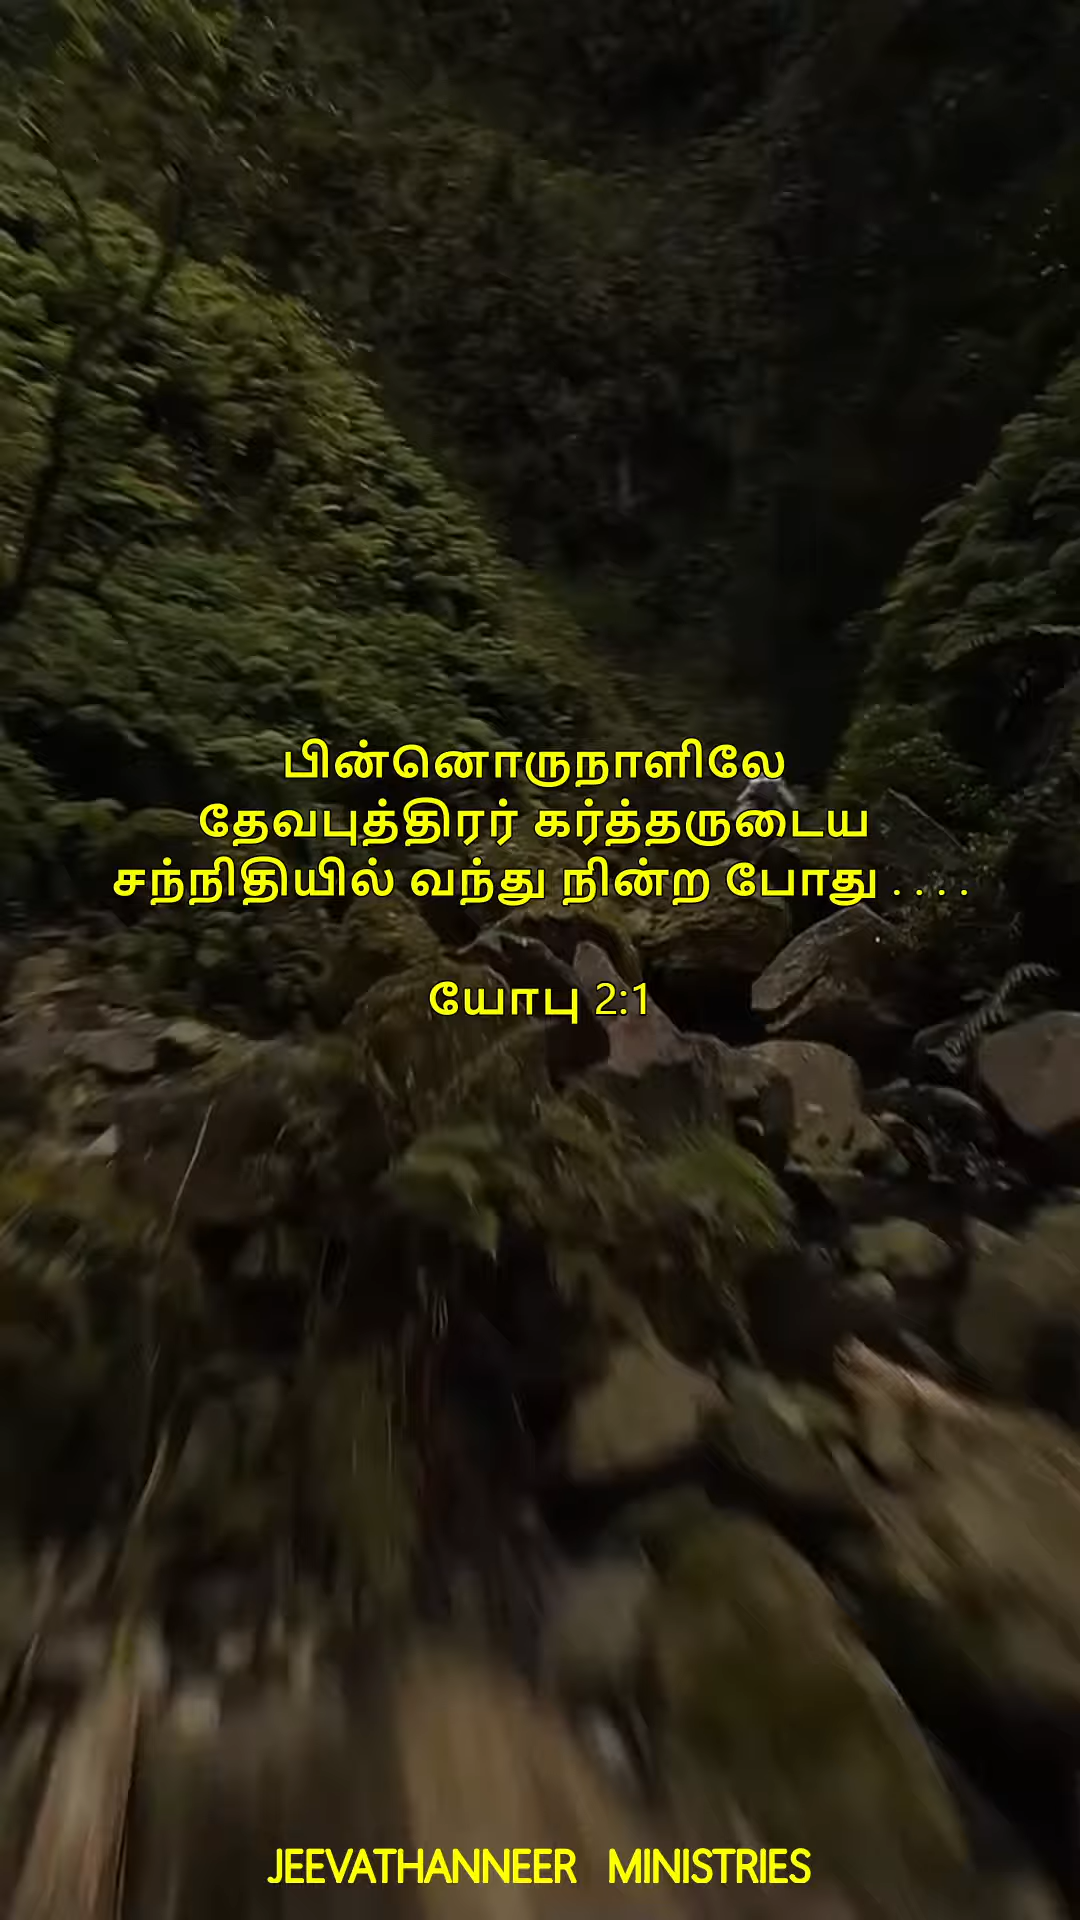 பின்னொருநாளிலே
தேவபுத்திரர் கர்த்தருடைய
சந்நிதியில் வந்து நின்ற போது . . . .
யோபு 2:1
JEEVATHANNEER MINISTRIES